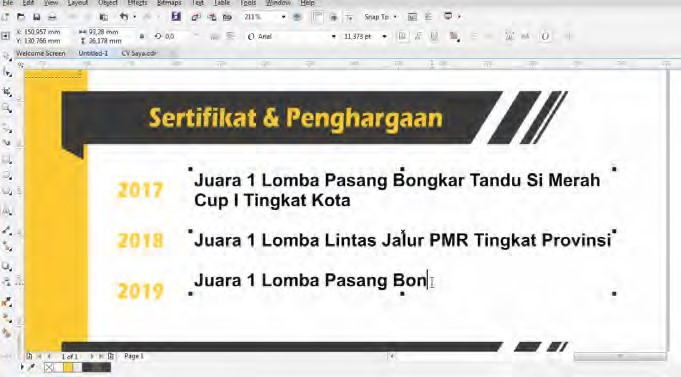 File Edit View Layout Object Effects Bitmaps Text Table Tools Window Help
211% Snap To
X: 150,957 mm 93,28 mm 0,0 Arial 11,373 pt
Y: 130,766 mm 26,178 mm
Welcome Screen Untitled-1 CV Saya.cdr
Sertifikat & Penghargaan
2017 Juara 1 Lomba Pasang Bongkar Tandu Si Merah
Cup I Tingkat Kota
2018 Juara 1 Lomba Lintas Jalur PMR Tingkat Provinsi
2019 Juara 1 Lomba Pasang Bon
1 of 1 Page 1